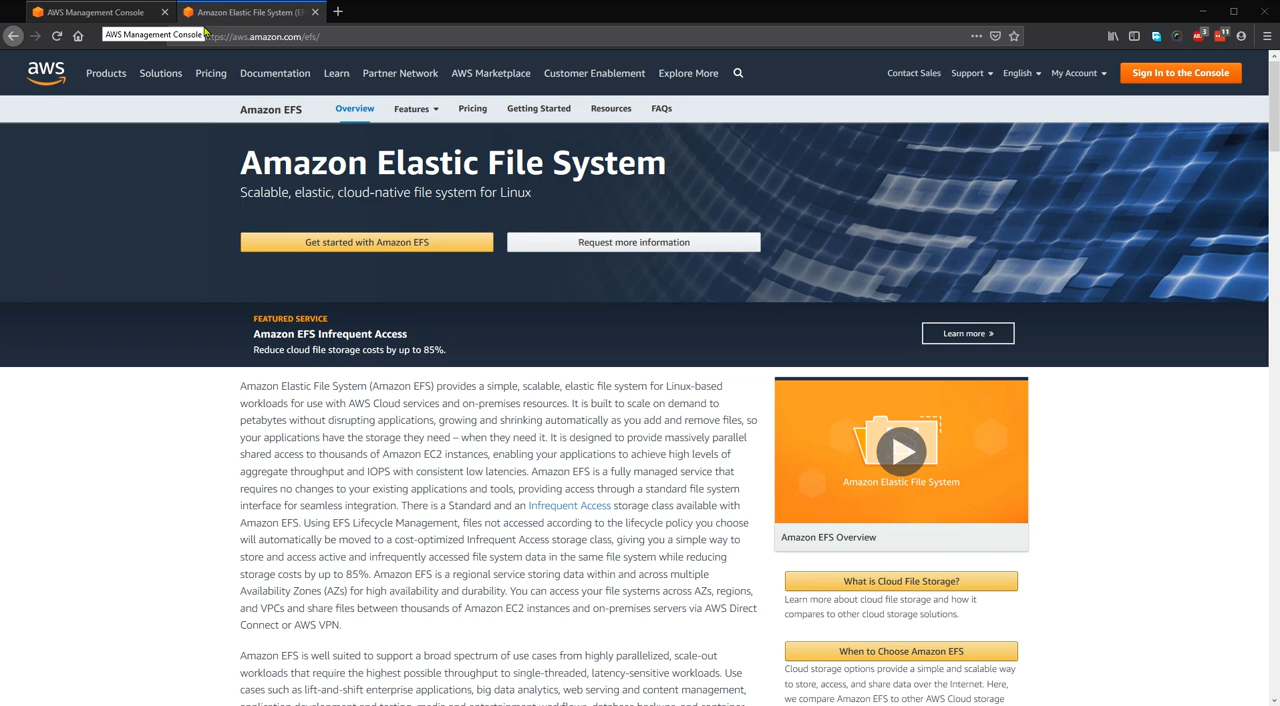 AWS Management Console
Amazon Elastic File System (E
AWS Management Console
tps://aws.amazon.com/efs/
3
11
aws
Products
Solutions
Pricing
Documentation
Learn
Partner Network
AWS Marketplace
Customer Enablement
Explore More
Contact Sales
Support
English
My Account
Sign In to the Console
Amazon EFS
Overview
Features
Pricing
Getting Started
Resources
FAQs
Amazon Elastic File System
Scalable, elastic, cloud-native file system for Linux
Get started with Amazon EFS
Request more information
FEATURED SERVICE
Amazon EFS Infrequent Access
Reduce cloud file storage costs by up to 85%.
Learn more »
Amazon Elastic File System (Amazon EFS) provides a simple, scalable, elastic file system for Linux-based
workloads for use with AWS Cloud services and on-premises resources. It is built to scale on demand to
petabytes without disrupting applications, growing and shrinking automatically as you add and remove files, so
your applications have the storage they need – when they need it. It is designed to provide massively parallel
shared access to thousands of Amazon EC2 instances, enabling your applications to achieve high levels of
aggregate throughput and IOPS with consistent low latencies. Amazon EFS is a fully managed service that
requires no changes to your existing applications and tools, providing access through a standard file system
interface for seamless integration. There is a Standard and an Infrequent Access storage class available with
Amazon EFS. Using EFS Lifecycle Management, files not accessed according to the lifecycle policy you choose
will automatically be moved to a cost-optimized Infrequent Access storage class, giving you a simple way to
store and access active and infrequently accessed file system data in the same file system while reducing
storage costs by up to 85%. Amazon EFS is a regional service storing data within and across multiple
Availability Zones (AZs) for high availability and durability. You can access your file systems across AZs, regions,
and VPCs and share files between thousands of Amazon EC2 instances and on-premises servers via AWS Direct
Connect or AWS VPN.
Amazon EFS is well suited to support a broad spectrum of use cases from highly parallelized, scale-out
workloads that require the highest possible throughput to single-threaded, latency-sensitive workloads. Use
cases such as lift-and-shift enterprise applications, big data analytics, web serving and content management,
application development and testing, media and entertainment workflows, database backups, and container
Amazon Elastic File System
Amazon EFS Overview
What is Cloud File Storage?
Learn more about cloud file storage and how it
compares to other cloud storage solutions.
When to Choose Amazon EFS
Cloud storage options provide a simple and scalable way
to store, access, and share data over the Internet. Here,
we compare Amazon EFS to other AWS Cloud storage